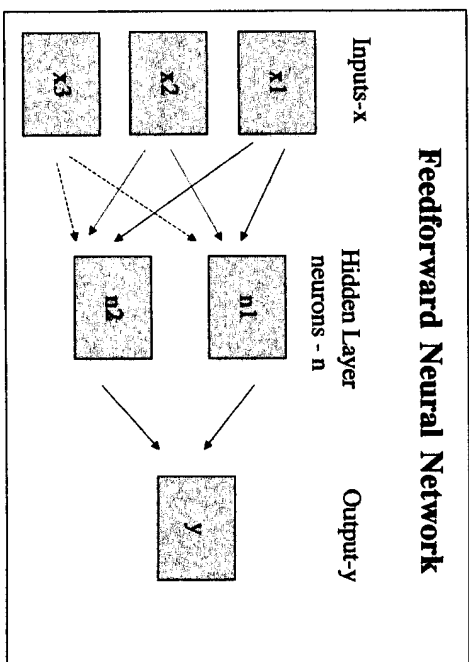 Feedforward Neural Network
Inputs-x
Hidden Layer
neurons - n
Output-y
x1
x2
x3
n1
n2
y